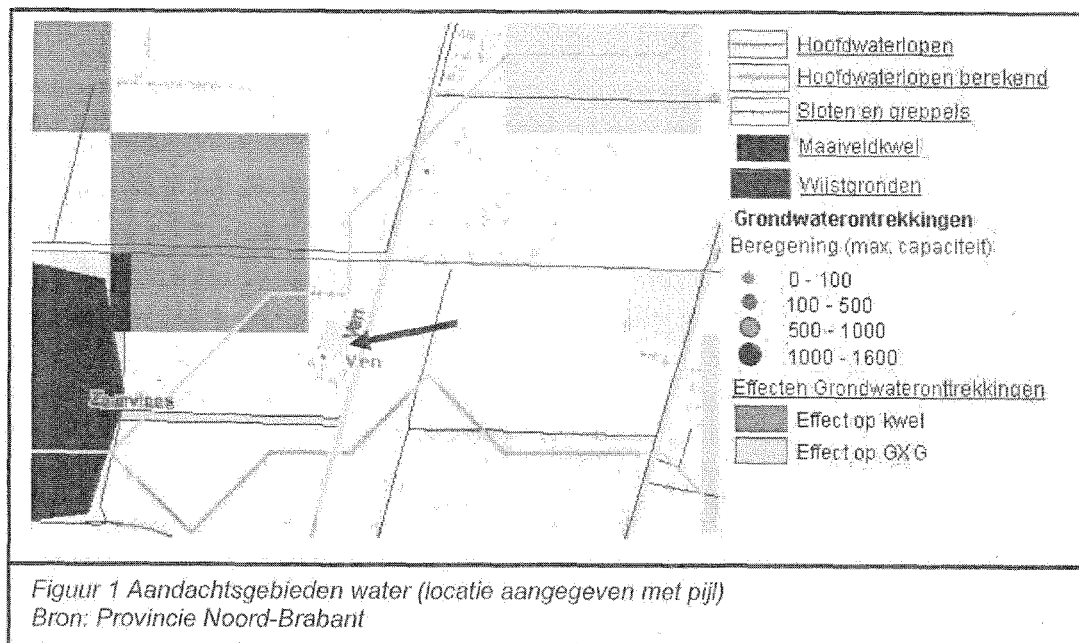 Hoofdwaterlopen
Hoofdwaterlopen berekend
Sloten en greppels
Maaiveldkwel
Wijstgronden
Grondwaterontrekkingen
Beregening (max. capaciteit)
0 - 100
100 - 500
500 - 1000
1000 - 1600
Effecten Grondwateronttrekkingen
Effect op kwel
Effect op GXG
Ven
Figuur 1 Aandachtsgebieden water (locatie aangegeven met pijl)
Bron: Provincie Noord-Brabant